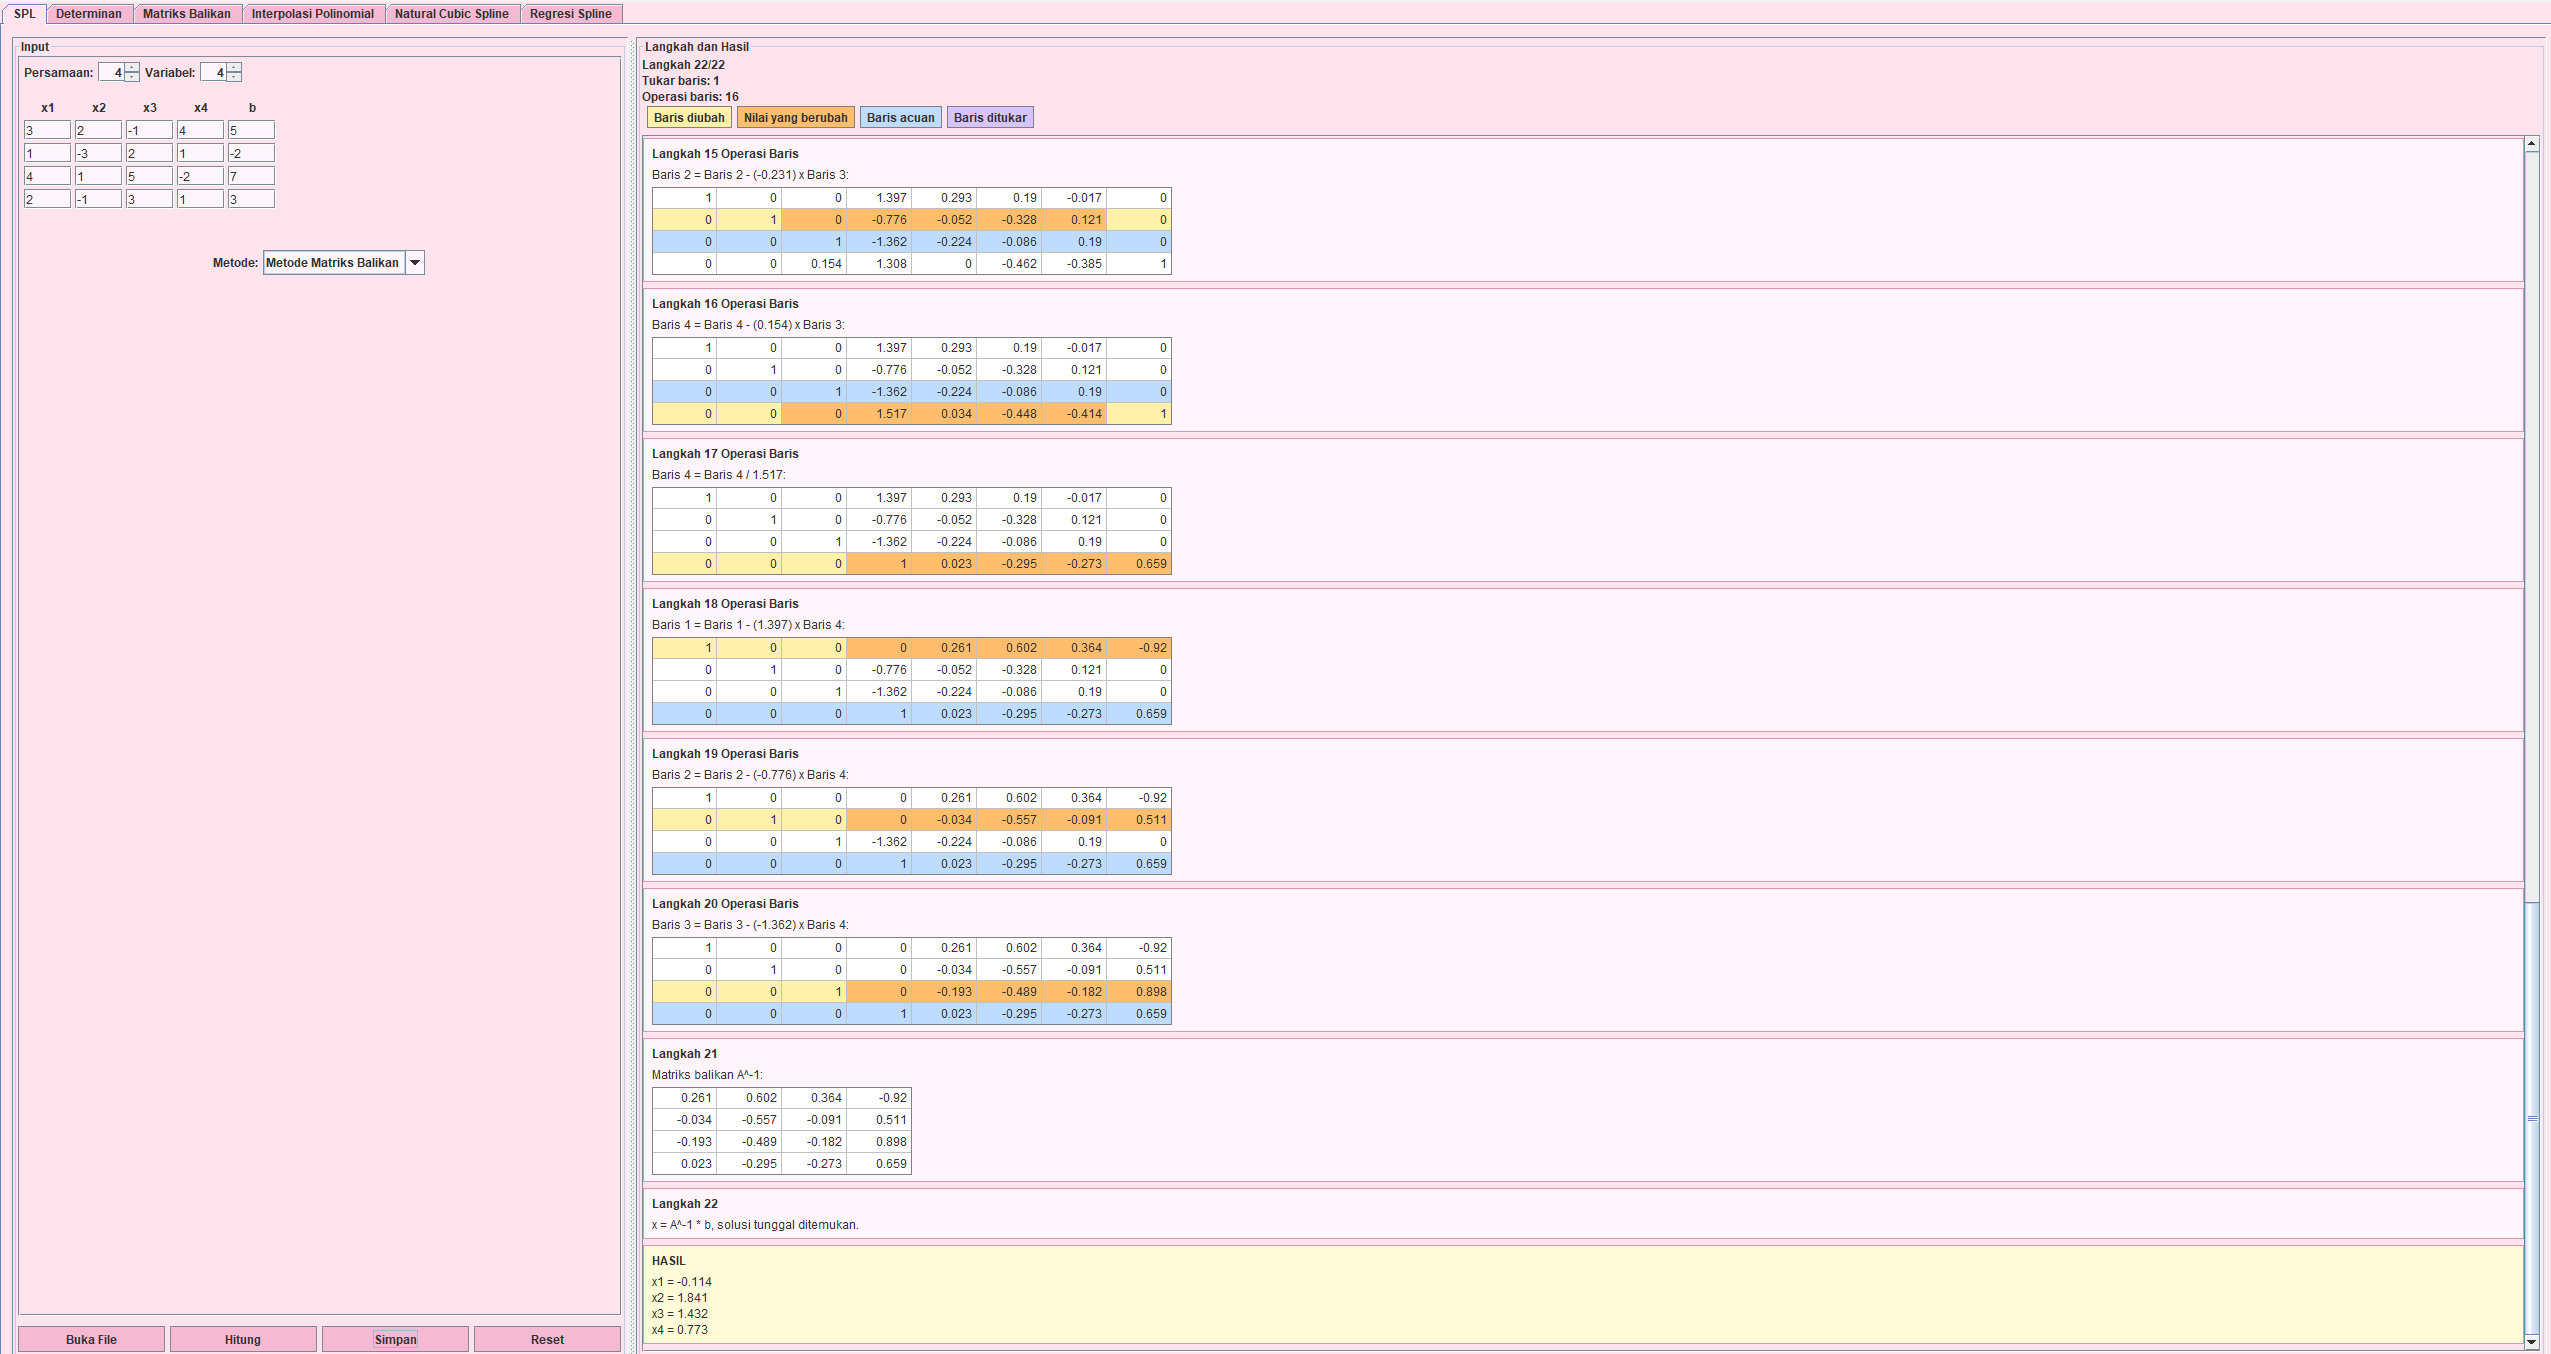 SPL Determinan Matriks Balikan Interpolasi Polinomial Natural Cubic Spline Regresi Spline
Input
Persamaan: 4 Variabel: 4
x1 x2 x3 x4 b
3 2 -1 4 5
1 -3 2 1 -2
4 1 5 -2 7
2 -1 3 1 3
Metode: Metode Matriks Balikan
Buka File Hitung Simpan Reset
Langkah dan Hasil
Langkah 22/22
Tukar baris: 1
Operasi baris: 16
Baris diubah Nilai yang berubah Baris acuan Baris ditukar
Langkah 15 Operasi Baris
Baris 2 = Baris 2 - (-0.231) x Baris 3:
1 0 0 1.397 0.293 0.19 -0.017 0
0 1 0 -0.776 -0.052 -0.328 0.121 0
0 0 1 -1.362 -0.224 -0.086 0.19 0
0 0 0.154 1.308 0 -0.462 -0.385 1
Langkah 16 Operasi Baris
Baris 4 = Baris 4 - (0.154) x Baris 3:
1 0 0 1.397 0.293 0.19 -0.017 0
0 1 0 -0.776 -0.052 -0.328 0.121 0
0 0 1 -1.362 -0.224 -0.086 0.19 0
0 0 0 1.517 0.034 -0.448 -0.414 1
Langkah 17 Operasi Baris
Baris 4 = Baris 4 / 1.517:
1 0 0 1.397 0.293 0.19 -0.017 0
0 1 0 -0.776 -0.052 -0.328 0.121 0
0 0 1 -1.362 -0.224 -0.086 0.19 0
0 0 0 1 0.023 -0.295 -0.273 0.659
Langkah 18 Operasi Baris
Baris 1 = Baris 1 - (1.397) x Baris 4:
1 0 0 0 0.261 0.602 0.364 -0.92
0 1 0 -0.776 -0.052 -0.328 0.121 0
0 0 1 -1.362 -0.224 -0.086 0.19 0
0 0 0 1 0.023 -0.295 -0.273 0.659
Langkah 19 Operasi Baris
Baris 2 = Baris 2 - (-0.776) x Baris 4:
1 0 0 0 0.261 0.602 0.364 -0.92
0 1 0 0 -0.034 -0.557 -0.091 0.511
0 0 1 -1.362 -0.224 -0.086 0.19 0
0 0 0 1 0.023 -0.295 -0.273 0.659
Langkah 20 Operasi Baris
Baris 3 = Baris 3 - (-1.362) x Baris 4:
1 0 0 0 0.261 0.602 0.364 -0.92
0 1 0 0 -0.034 -0.557 -0.091 0.511
0 0 1 0 -0.193 -0.489 -0.182 0.898
0 0 0 1 0.023 -0.295 -0.273 0.659
Langkah 21
Matriks balikan A^-1:
0.261 0.602 0.364 -0.92
-0.034 -0.557 -0.091 0.511
-0.193 -0.489 -0.182 0.898
0.023 -0.295 -0.273 0.659
Langkah 22
x = A^-1 * b, solusi tunggal ditemukan.
HASIL
x1 = -0.114
x2 = 1.841
x3 = 1.432
x4 = 0.773